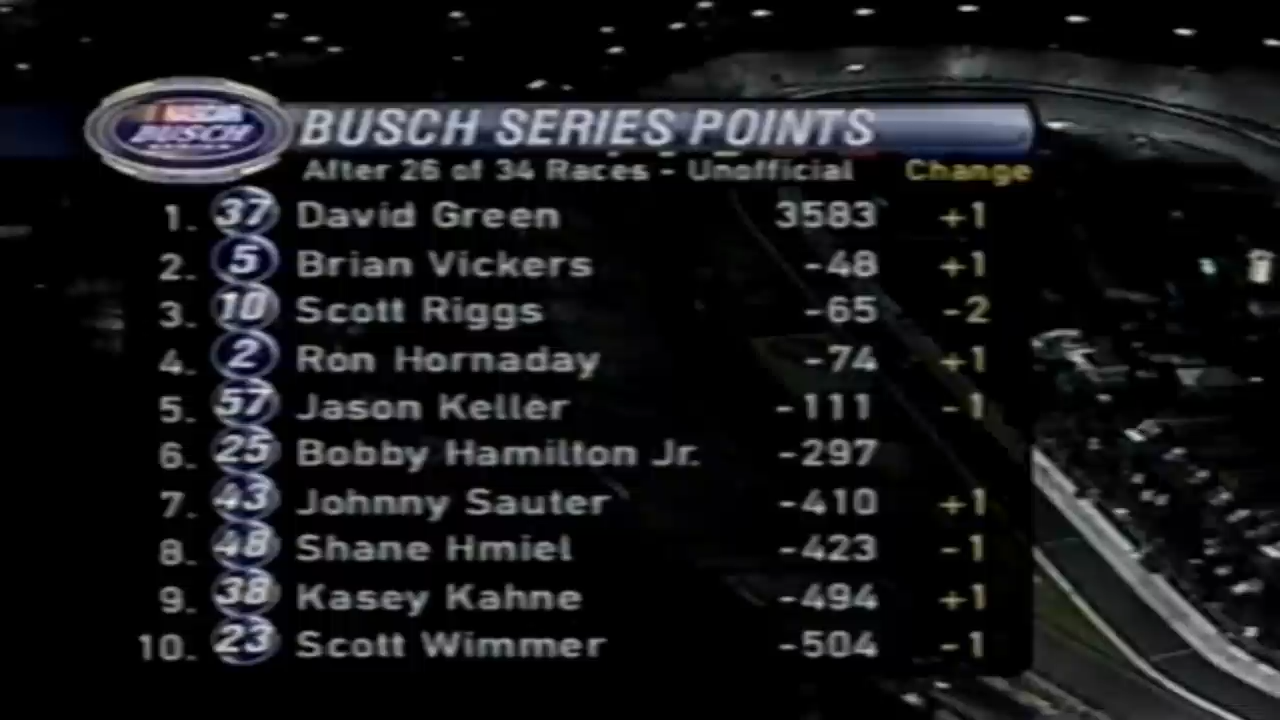 NASCAR
BUSCH
BUSCH SERIES POINTS
After 26 of 34 Races - Unofficial Change
1. 37 David Green 3583 +1
2. 5 Brian Vickers -48 +1
3. 10 Scott Riggs -65 -2
4. 2 Ron Hornaday -74 +1
5. 57 Jason Keller -111 -1
6. 25 Bobby Hamilton Jr. -297
7. 43 Johnny Sauter -410 +1
8. 48 Shane Hmiel -423 -1
9. 38 Kasey Kahne -494 +1
10. 23 Scott Wimmer -504 -1